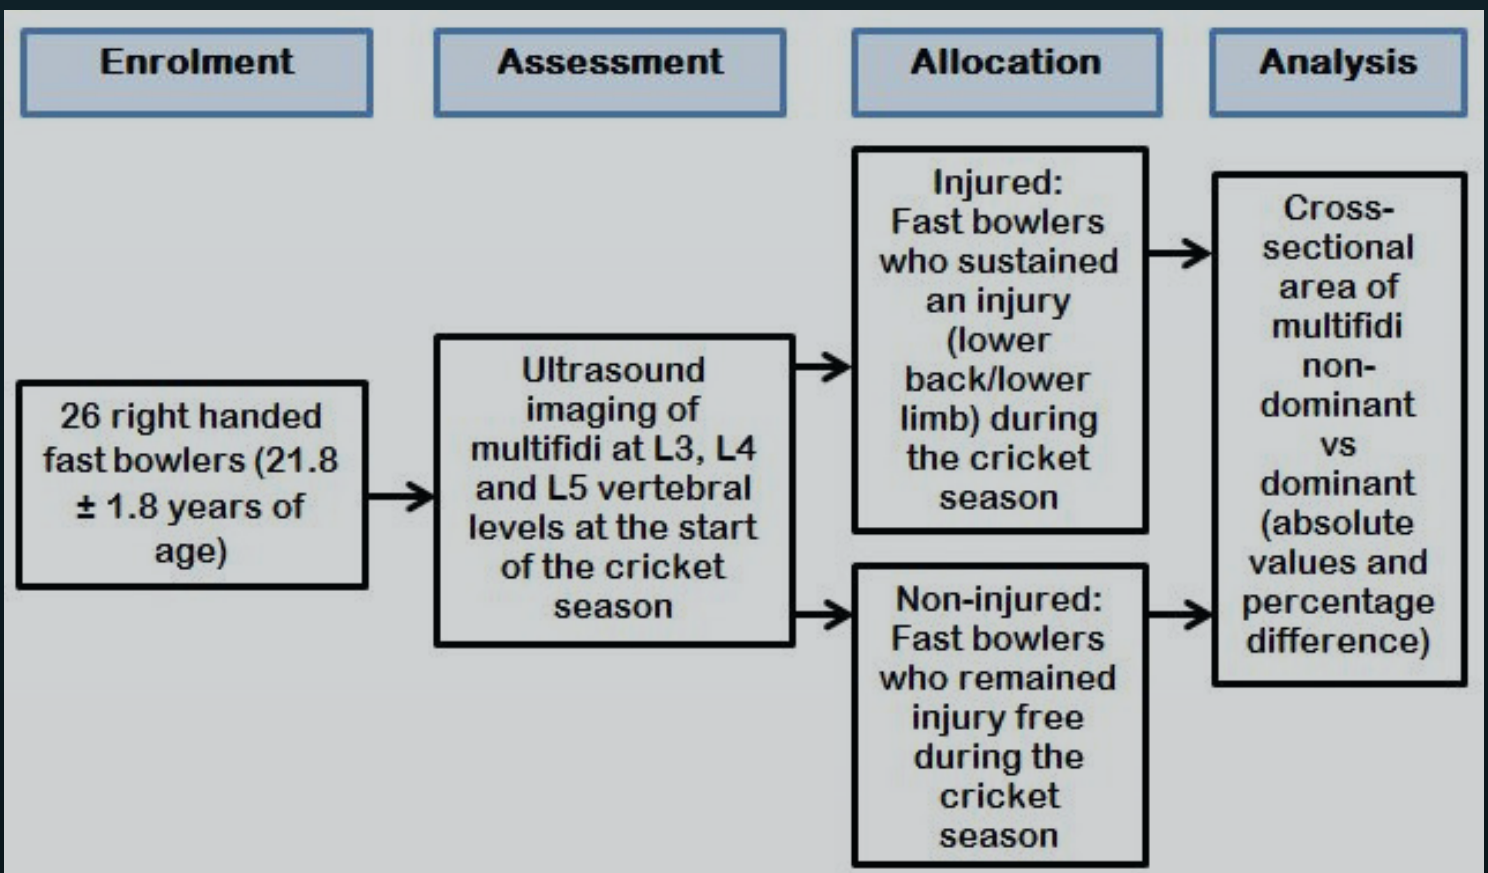 Enrolment
Assessment
Allocation
Analysis
26 right handed
fast bowlers (21.8
± 1.8 years of
age)
Ultrasound
imaging of
multifidi at L3, L4
and L5 vertebral
levels at the start
of the cricket
season
Injured:
Fast bowlers
who sustained
an injury
(lower
back/lower
limb) during
the cricket
season
Non-injured:
Fast bowlers
who remained
injury free
during the
cricket
season
Cross-
sectional
area of
multifidi
non-
dominant
vs
dominant
(absolute
values and
percentage
difference)